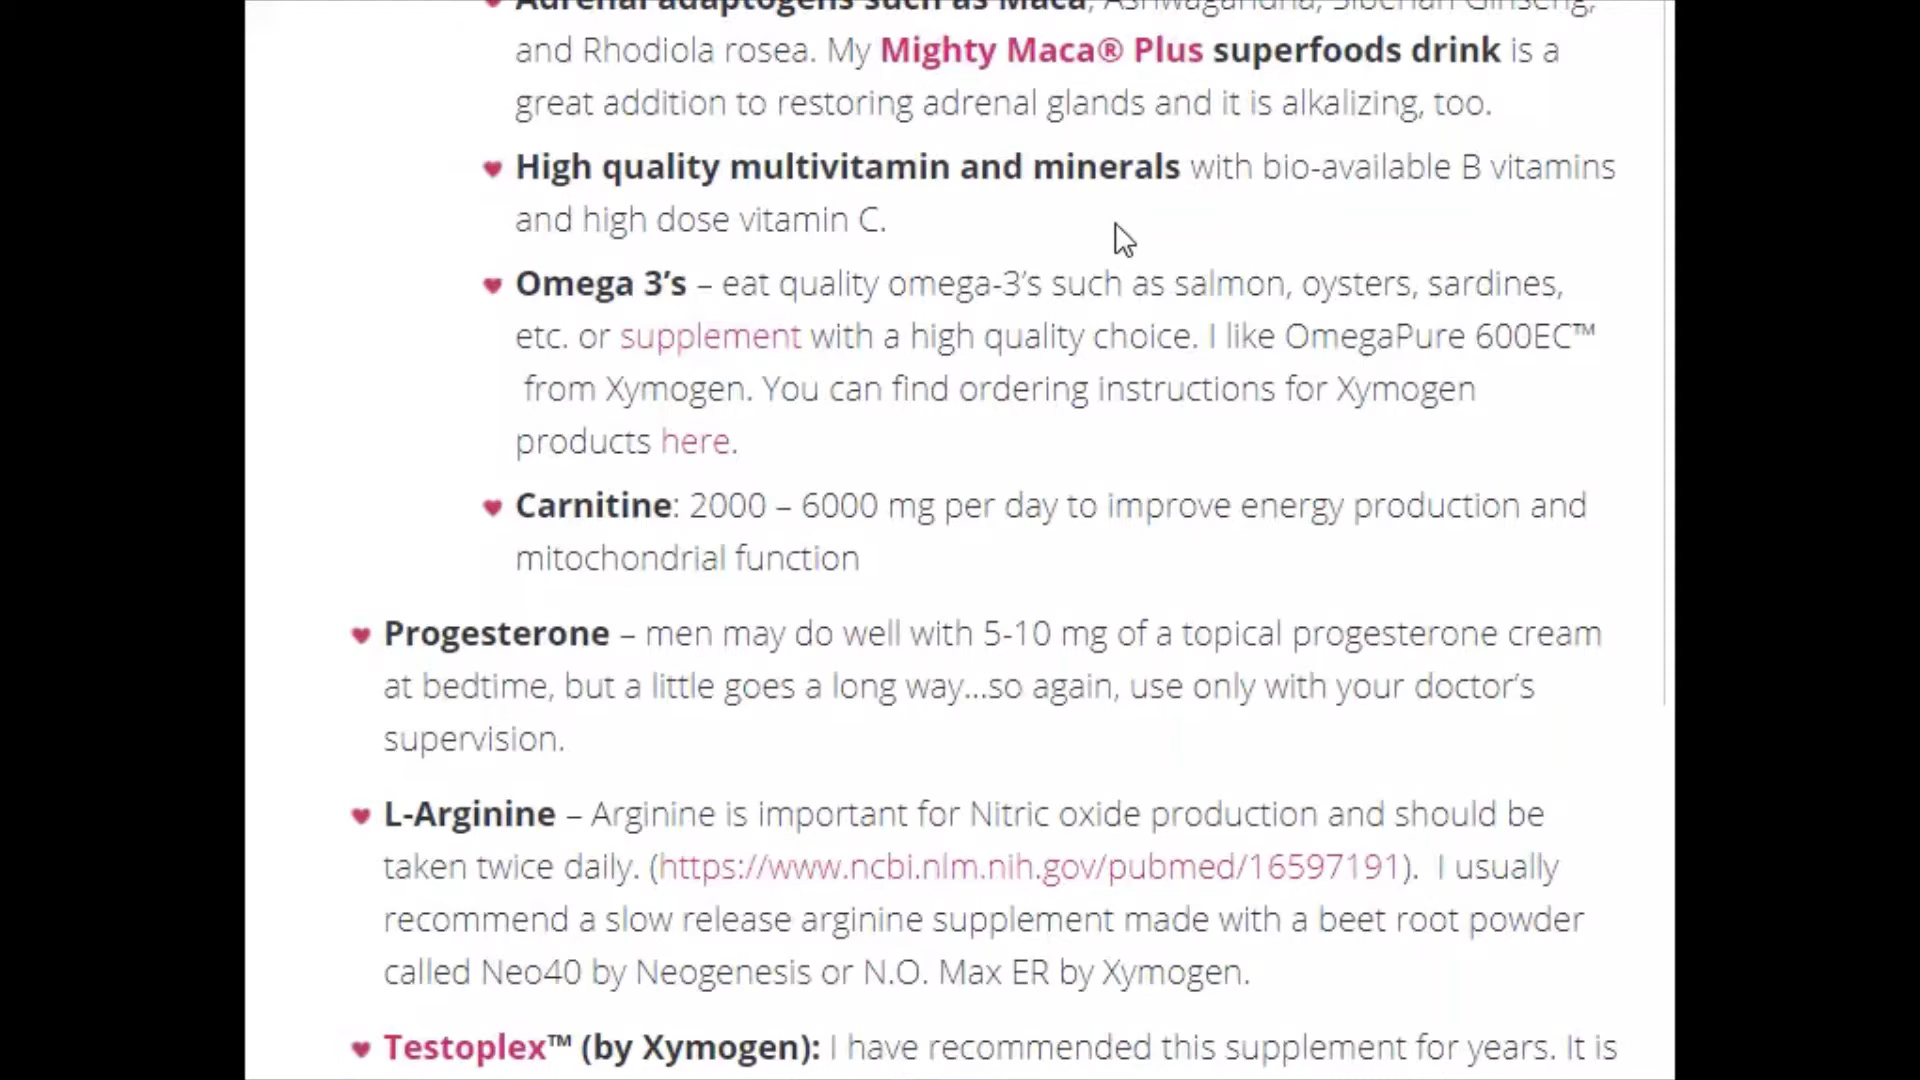 Adrenal adaptogens such as Maca, Ashwagandha, Siberian Ginseng,
and Rhodiola rosea. My Mighty Maca® Plus superfoods drink is a
great addition to restoring adrenal glands and it is alkalizing, too.
High quality multivitamin and minerals with bio-available B vitamins
and high dose vitamin C.
Omega 3’s – eat quality omega-3’s such as salmon, oysters, sardines,
etc. or supplement with a high quality choice. I like OmegaPure 600EC™
from Xymogen. You can find ordering instructions for Xymogen
products here.
Carnitine: 2000 – 6000 mg per day to improve energy production and
mitochondrial function
Progesterone – men may do well with 5-10 mg of a topical progesterone cream
at bedtime, but a little goes a long way...so again, use only with your doctor’s
supervision.
L-Arginine – Arginine is important for Nitric oxide production and should be
taken twice daily. (https://www.ncbi.nlm.nih.gov/pubmed/16597191). I usually
recommend a slow release arginine supplement made with a beet root powder
called Neo40 by Neogenesis or N.O. Max ER by Xymogen.
Testoplex™ (by Xymogen): I have recommended this supplement for years. It is